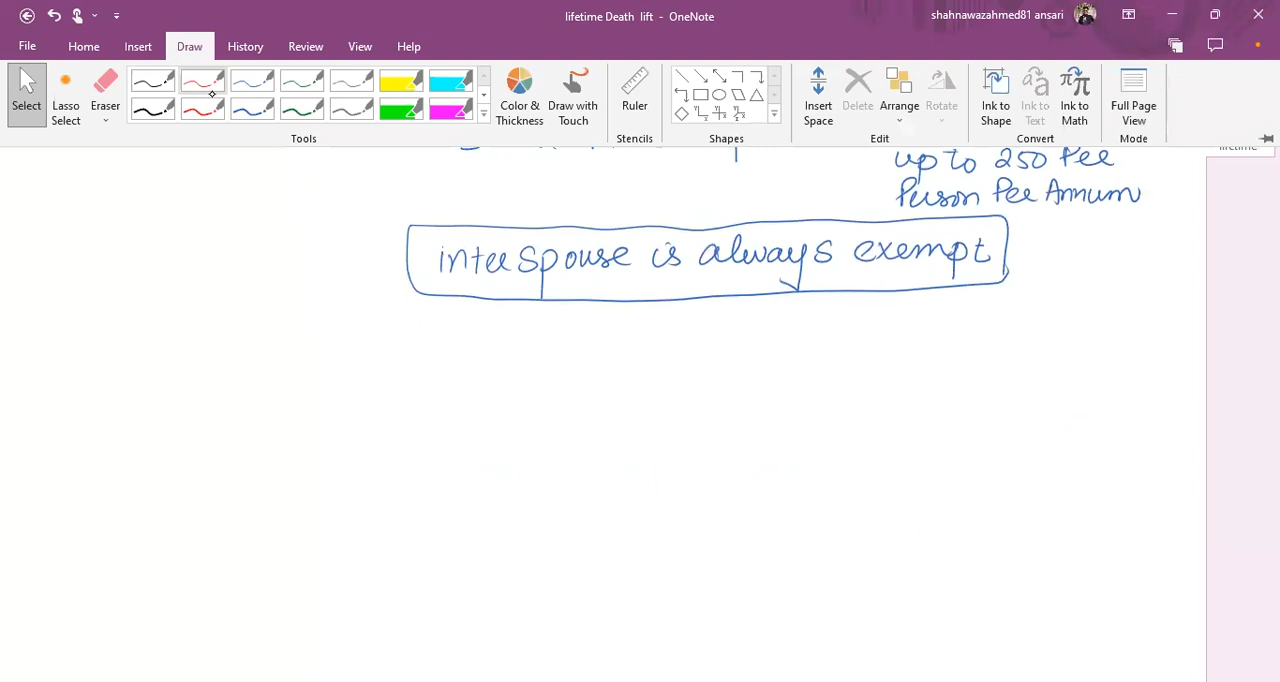 lifetime Death lift - OneNote
shahnawazahmed81 ansari
File Home Insert Draw History Review View Help
Select
Lasso Select
Eraser
Color & Thickness
Draw with Touch
Ruler
Insert Space
Delete
Arrange
Rotate
Ink to Shape
Ink to Text
Ink to Math
Full Page View
Tools
Stencils
Shapes
Edit
Convert
Mode
lifetime
up to 250 Pee
Person Pee Annum
inter Spouse is always exempt